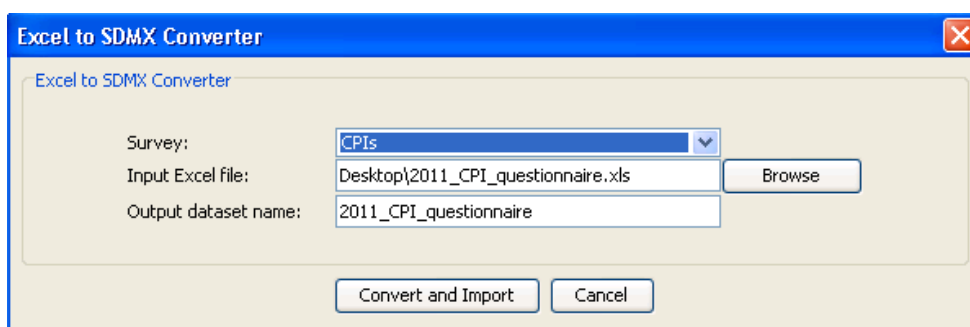 Excel to SDMX Converter
Excel to SDMX Converter
Survey: CPIs
Input Excel file: Desktop\2011_CPI_questionnaire.xls Browse
Output dataset name: 2011_CPI_questionnaire
Convert and Import Cancel